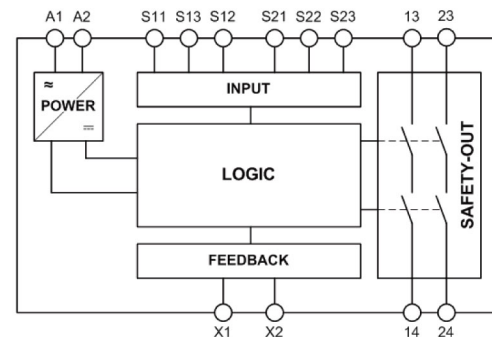 A1 A2 S11 S13 S12 S21 S22 S23 13 23
≈
POWER
INPUT
LOGIC
SAFETY-OUT
FEEDBACK
X1 X2 14 24